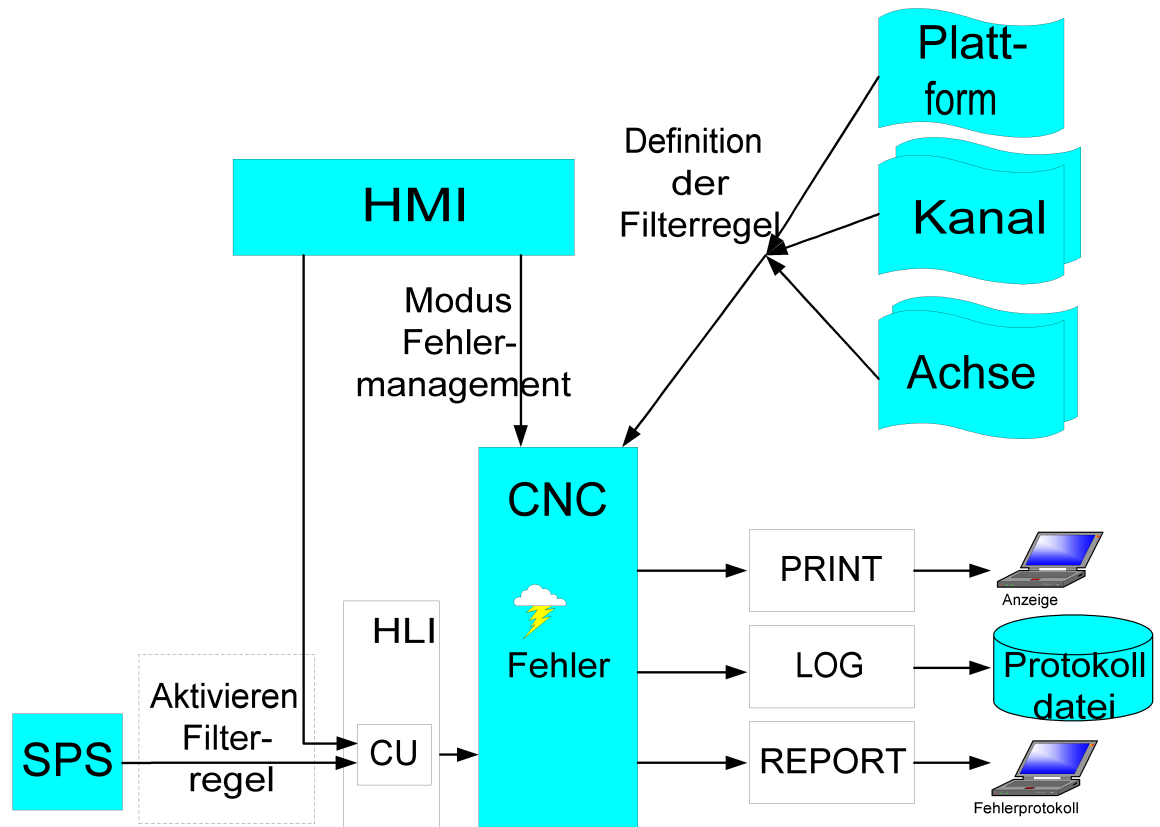 Platt-
form
Definition
der
Filterregel
HMI
Kanal
Modus
Fehler-
management
Achse
CNC
PRINT
Anzeige
HLI
Fehler
LOG
Protokoll
datei
Aktivieren
Filter-
regel
SPS
CU
REPORT
Fehlerprotokoll